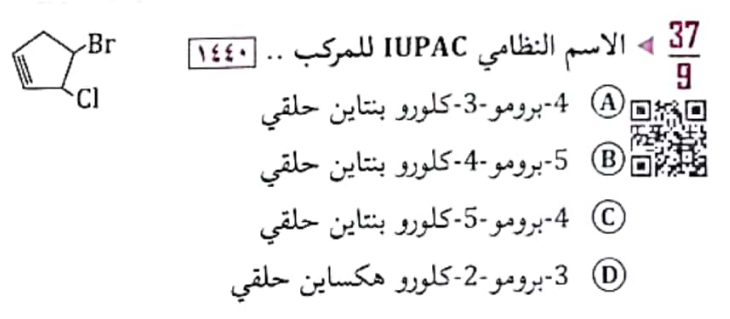 37
9
الاسم النظامي IUPAC للمركب .. ١٤٤٠
Br
Cl
A 4-برومو-3-كلورو بنتاين حلقي
B 5-برومو-4-كلورو بنتاين حلقي
C 4-برومو-5-كلورو بنتاين حلقي
D 3-برومو-2-كلورو هكساين حلقي